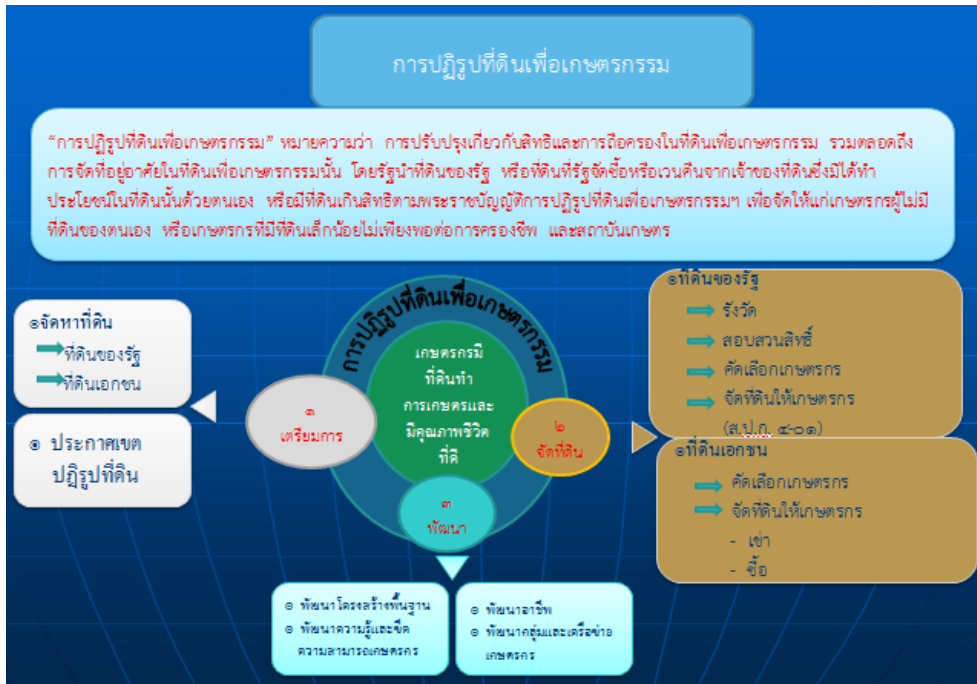 การปฏิรูปที่ดินเพื่อเกษตรกรรม
“การปฏิรูปที่ดินเพื่อเกษตรกรรม” หมายความว่า การปรับปรุงเกี่ยวกับสิทธิและการถือครองในที่ดินเพื่อเกษตรกรรม รวมตลอดถึง
การจัดที่อยู่อาศัยในที่ดินเพื่อเกษตรกรรมนั้น โดยรัฐนำที่ดินของรัฐ หรือที่ดินที่รัฐจัดซื้อหรือเวนคืนจากเจ้าของที่ดินซึ่งมิได้ทำ
ประโยชน์ในที่ดินนั้นด้วยตนเอง หรือมีที่ดินเกินสิทธิตามพระราชบัญญัติการปฏิรูปที่ดินเพื่อเกษตรกรรมฯ เพื่อจัดให้แก่เกษตรกรผู้ไม่มี
ที่ดินของตนเอง หรือเกษตรกรที่มีที่ดินเล็กน้อยไม่เพียงพอต่อการครองชีพ และสถาบันเกษตร
๏จัดหาที่ดิน
ที่ดินของรัฐ
ที่ดินเอกชน
๏ ประกาศเขต
ปฏิรูปที่ดิน
การปฏิรูปที่ดินเพื่อเกษตรกรรม
เกษตรกรมี
ที่ดินทำ
การเกษตรและ
มีคุณภาพชีวิต
ที่ดี
๑
เตรียมการ
๒
จัดที่ดิน
๓
พัฒนา
๏ที่ดินของรัฐ
รังวัด
สอบสวนสิทธิ์
คัดเลือกเกษตรกร
จัดที่ดินให้เกษตรกร
(ส.ป.ก. ๔-๐๑)
๏ที่ดินเอกชน
คัดเลือกเกษตรกร
จัดที่ดินให้เกษตรกร
- เช่า
- ซื้อ
๏ พัฒนาโครงสร้างพื้นฐาน
๏ พัฒนาความรู้และขีด
ความสามารถเกษตรกร
๏ พัฒนาอาชีพ
๏ พัฒนากลุ่มและเครือข่าย
เกษตรกร